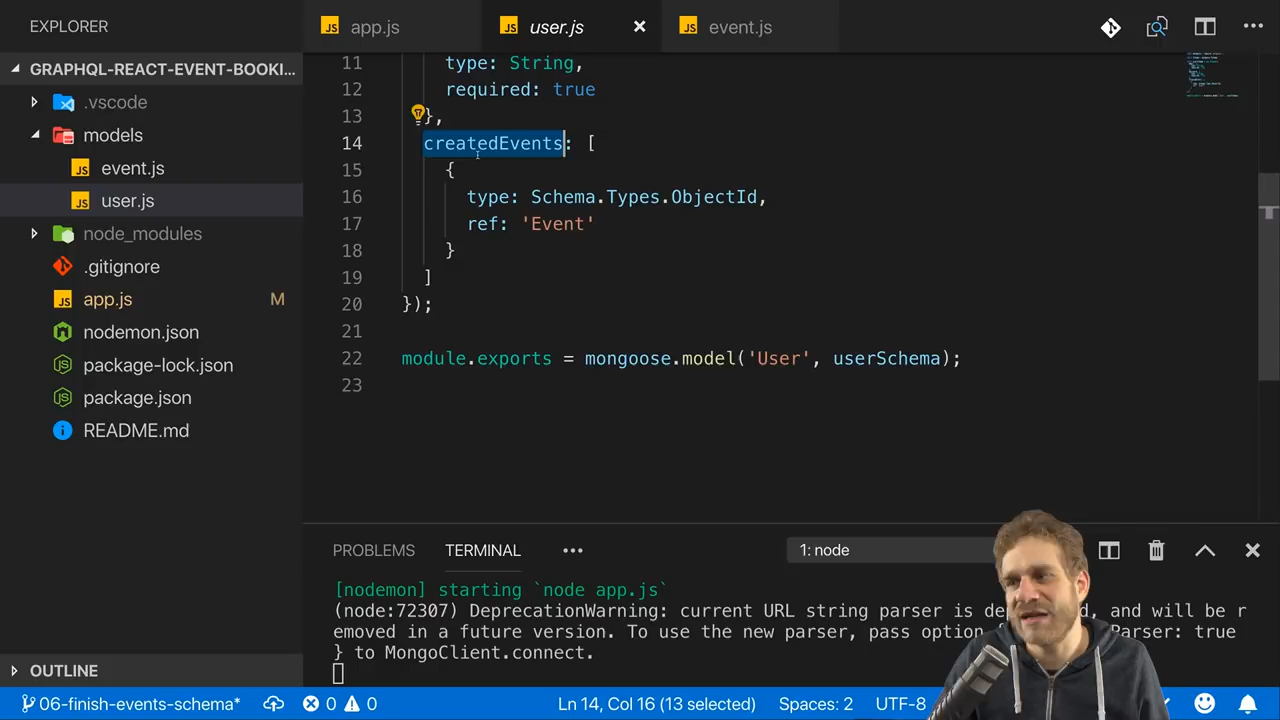 EXPLORER
app.js
user.js
event.js
GRAPHQL-REACT-EVENT-BOOKI...
.vscode
models
event.js
user.js
node_modules
.gitignore
app.js M
nodemon.json
package-lock.json
package.json
README.md
OUTLINE
11 type: String,
12 required: true
13 },
14 createdEvents: [
15 {
16 type: Schema.Types.ObjectId,
17 ref: 'Event'
18 }
19 ]
20 });
21
22 module.exports = mongoose.model('User', userSchema);
23
PROBLEMS TERMINAL ... 1: node
[nodemon] starting `node app.js`
(node:72307) DeprecationWarning: current URL string parser is , and will be r
emoved in a future version. To use the new parser, pass option Parser: true
} to MongoClient.connect.
06-finish-events-schema* 0 0 Ln 14, Col 16 (13 selected) Spaces: 2 UTF-8